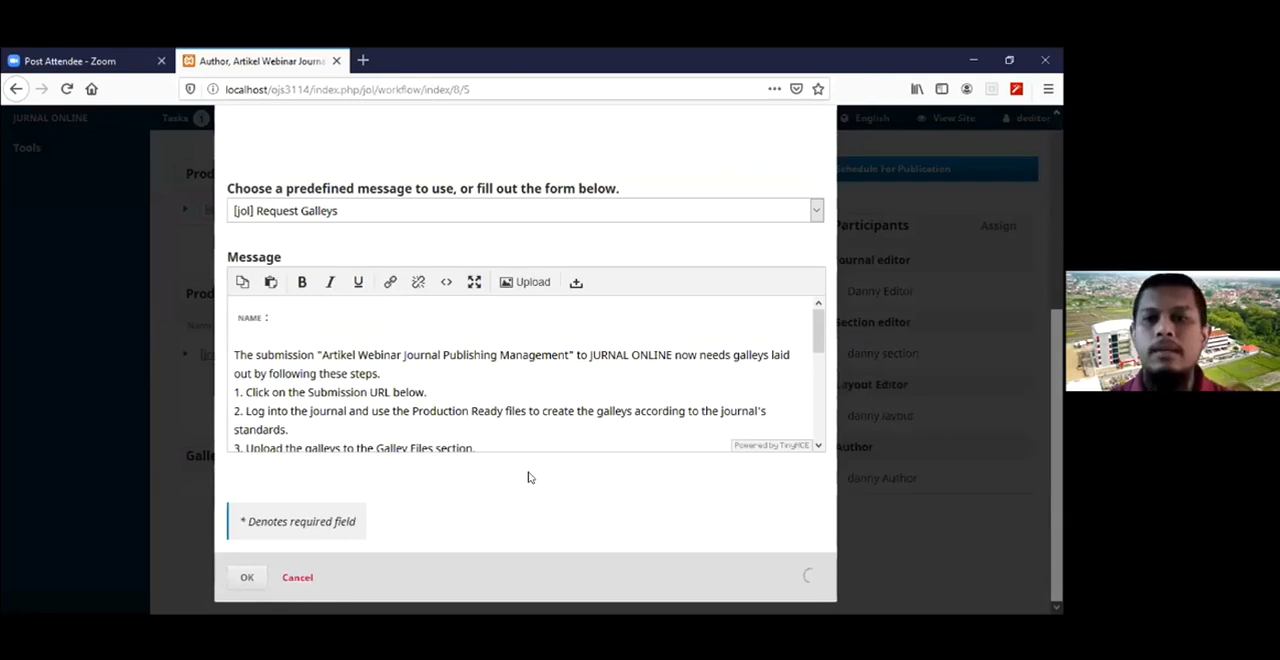 Post Attendee - Zoom
Author, Artikel Webinar Journa
localhost/ojs3114/index.php/jol/workflow/index/8/5
JURNAL ONLINE
Tasks 1
English
View Site
deditor
Tools
Schedule For Publication
Choose a predefined message to use, or fill out the form below.
[jol] Request Galleys
Message
Upload
NAME :
The submission "Artikel Webinar Journal Publishing Management" to JURNAL ONLINE now needs galleys laid
out by following these steps.
1. Click on the Submission URL below.
2. Log into the journal and use the Production Ready files to create the galleys according to the journal's
standards.
3. Upload the galleys to the Galley Files section.
Powered by TinyMCE
* Denotes required field
OK
Cancel
Prod
Prod
Name
Galle
Participants
Assign
Journal editor
Danny Editor
Section editor
danny section
Layout Editor
danny layout
Author
danny Author